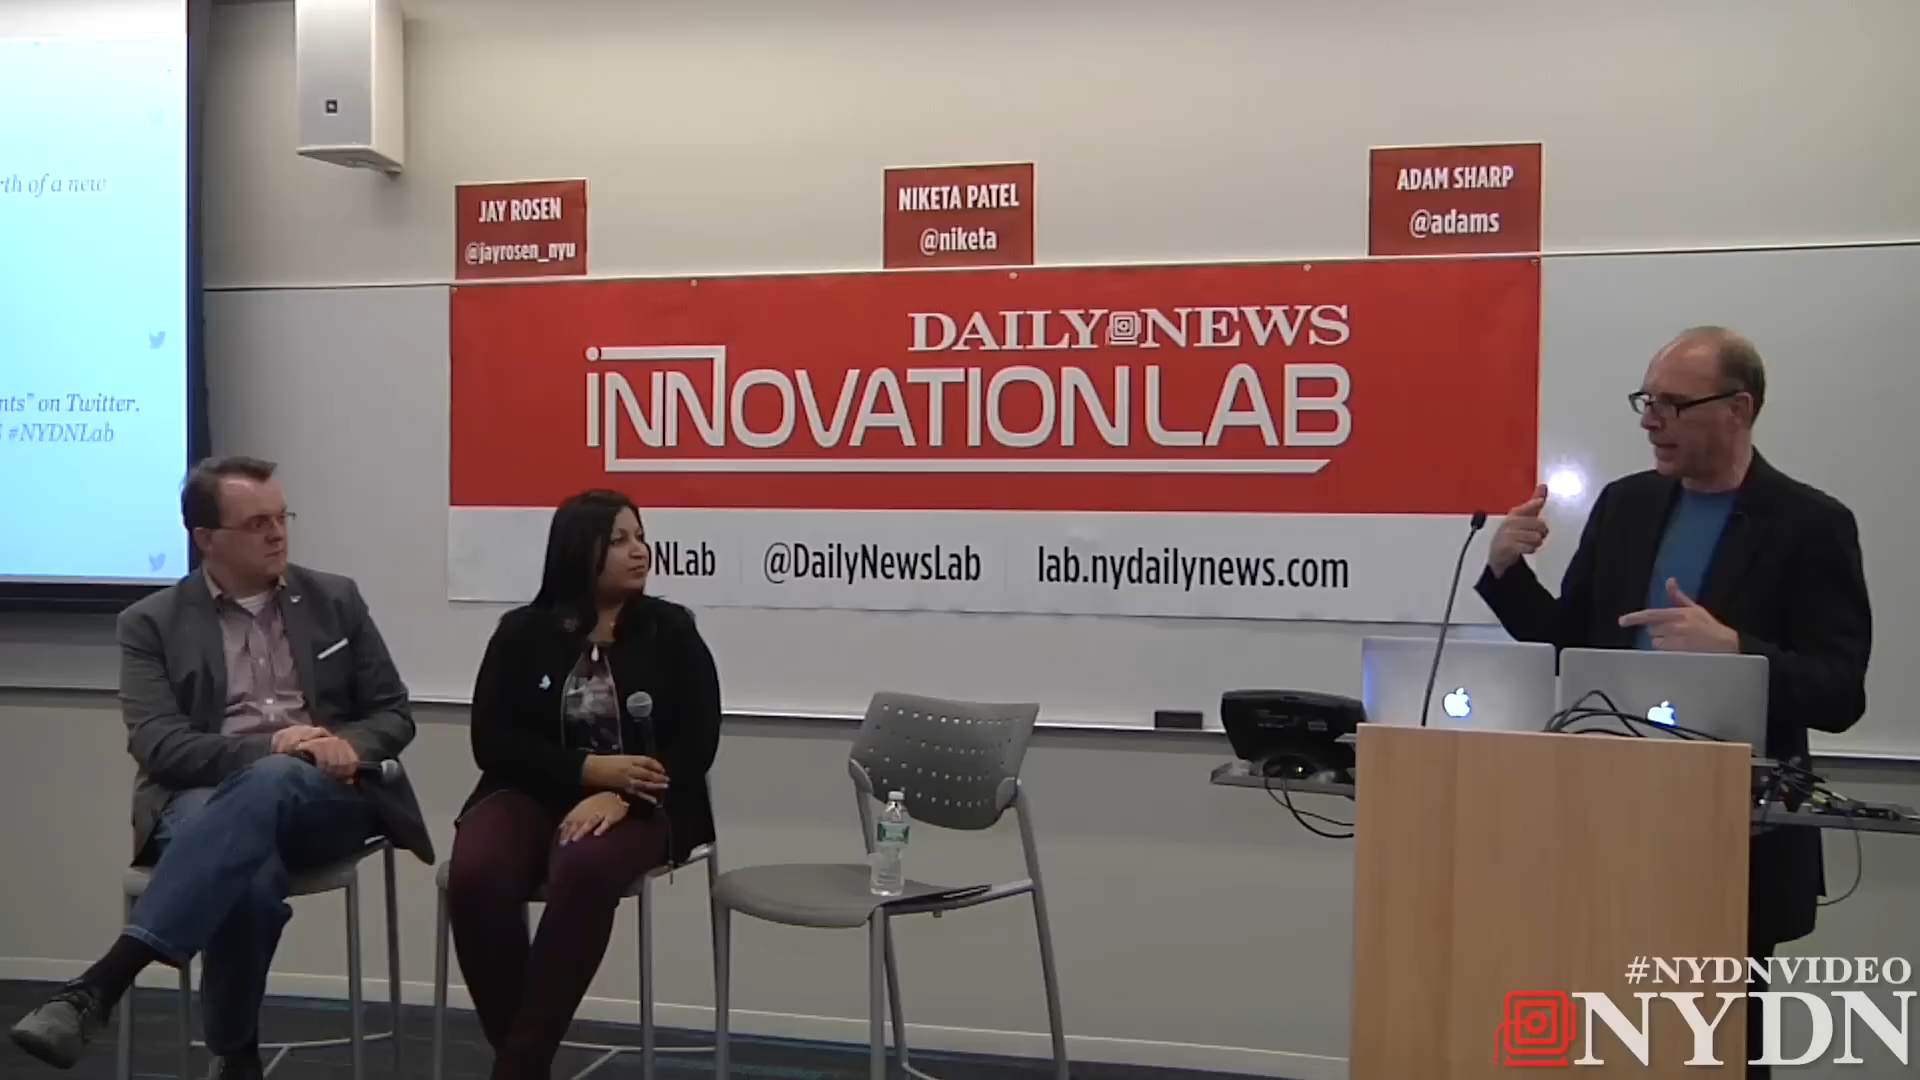 rth of a new
nts" on Twitter.
#NYDNLab
JAY ROSEN
@jayrosen_nyu
NIKETA PATEL
@niketa
ADAM SHARP
@adams
DAILY NEWS
INNOVATION LAB
NLab
@DailyNewsLab
lab.nydailynews.com
#NYDNVIDEO
NYDN